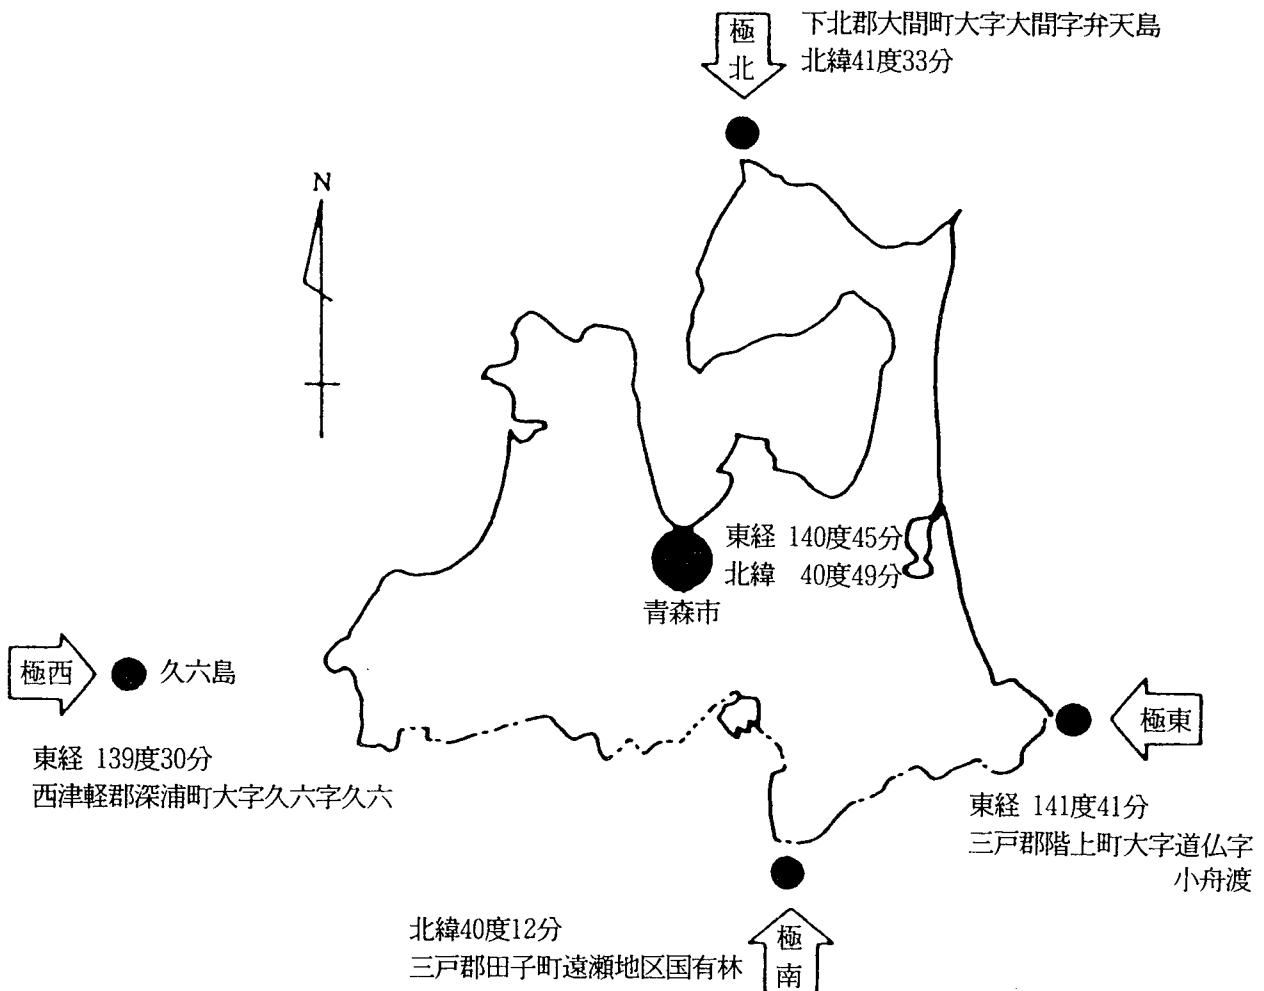 極北
下北郡大間町大字大間字弁天島
北緯41度33分
N
東経 140度45分
北緯 40度49分
青森市
極西
久六島
東経 139度30分
西津軽郡深浦町大字久六字久六
極東
東経 141度41分
三戸郡階上町大字道仏字
小舟渡
北緯40度12分
三戸郡田子町遠瀬地区国有林
極南